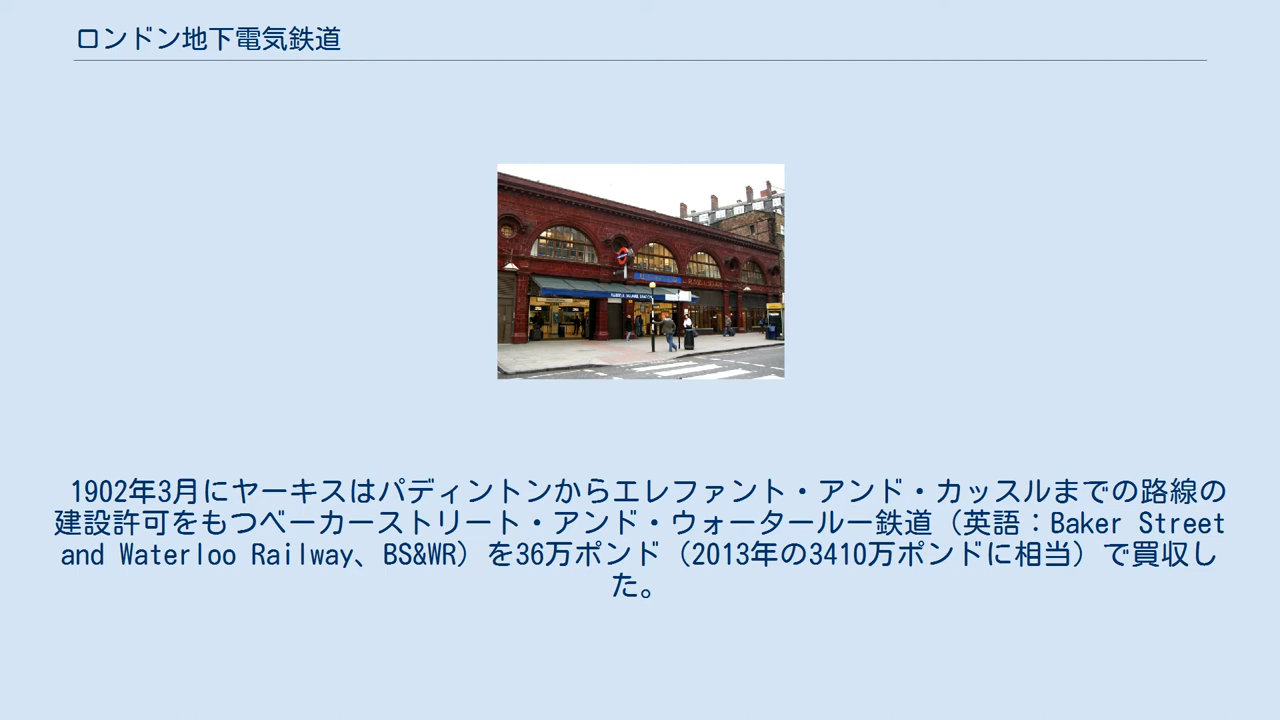 ロンドン地下電気鉄道
1902年3月にヤーキスはパディントンからエレファント・アンド・カッスルまでの路線の
建設許可をもつベーカーストリート・アンド・ウォータールー鉄道（英語：Baker Street
and Waterloo Railway、BS&WR）を36万ポンド（2013年の3410万ポンドに相当）で買収し
た。